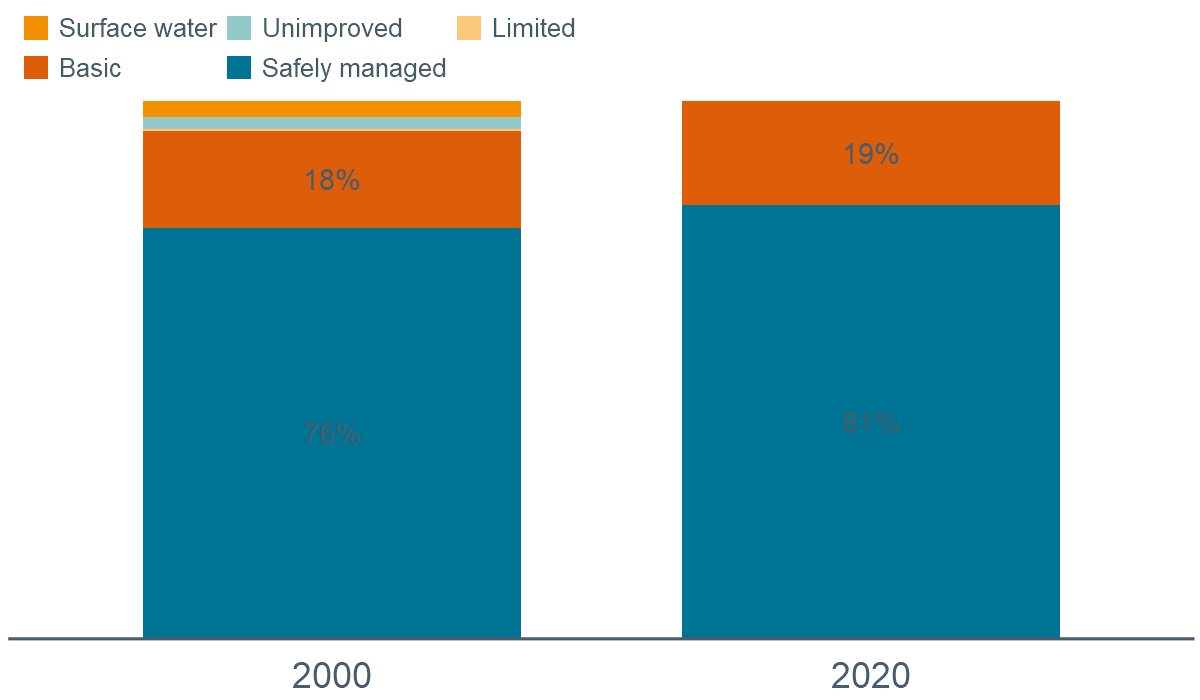 Surface water Unimproved Limited
Basic Safely managed
18%
19%
76%
81%
2000 2020